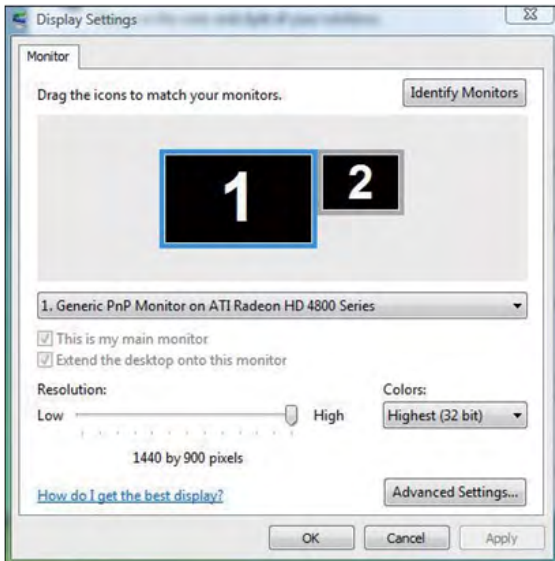 Display Settings
Monitor
Drag the icons to match your monitors.
Identify Monitors
1
2
1. Generic PnP Monitor on ATI Radeon HD 4800 Series
This is my main monitor
Extend the desktop onto this monitor
Resolution:
Colors:
Low
High
Highest (32 bit)
1440 by 900 pixels
How do I get the best display?
Advanced Settings...
OK
Cancel
Apply